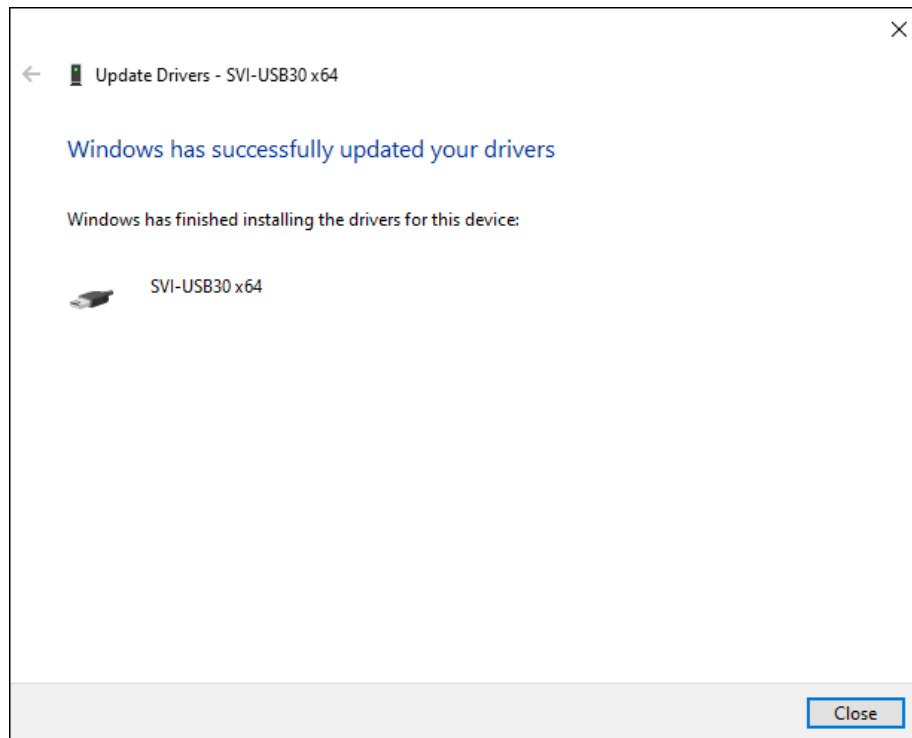 Update Drivers - SVI-USB30 x64
Windows has successfully updated your drivers
Windows has finished installing the drivers for this device:
SVI-USB30 x64
Close